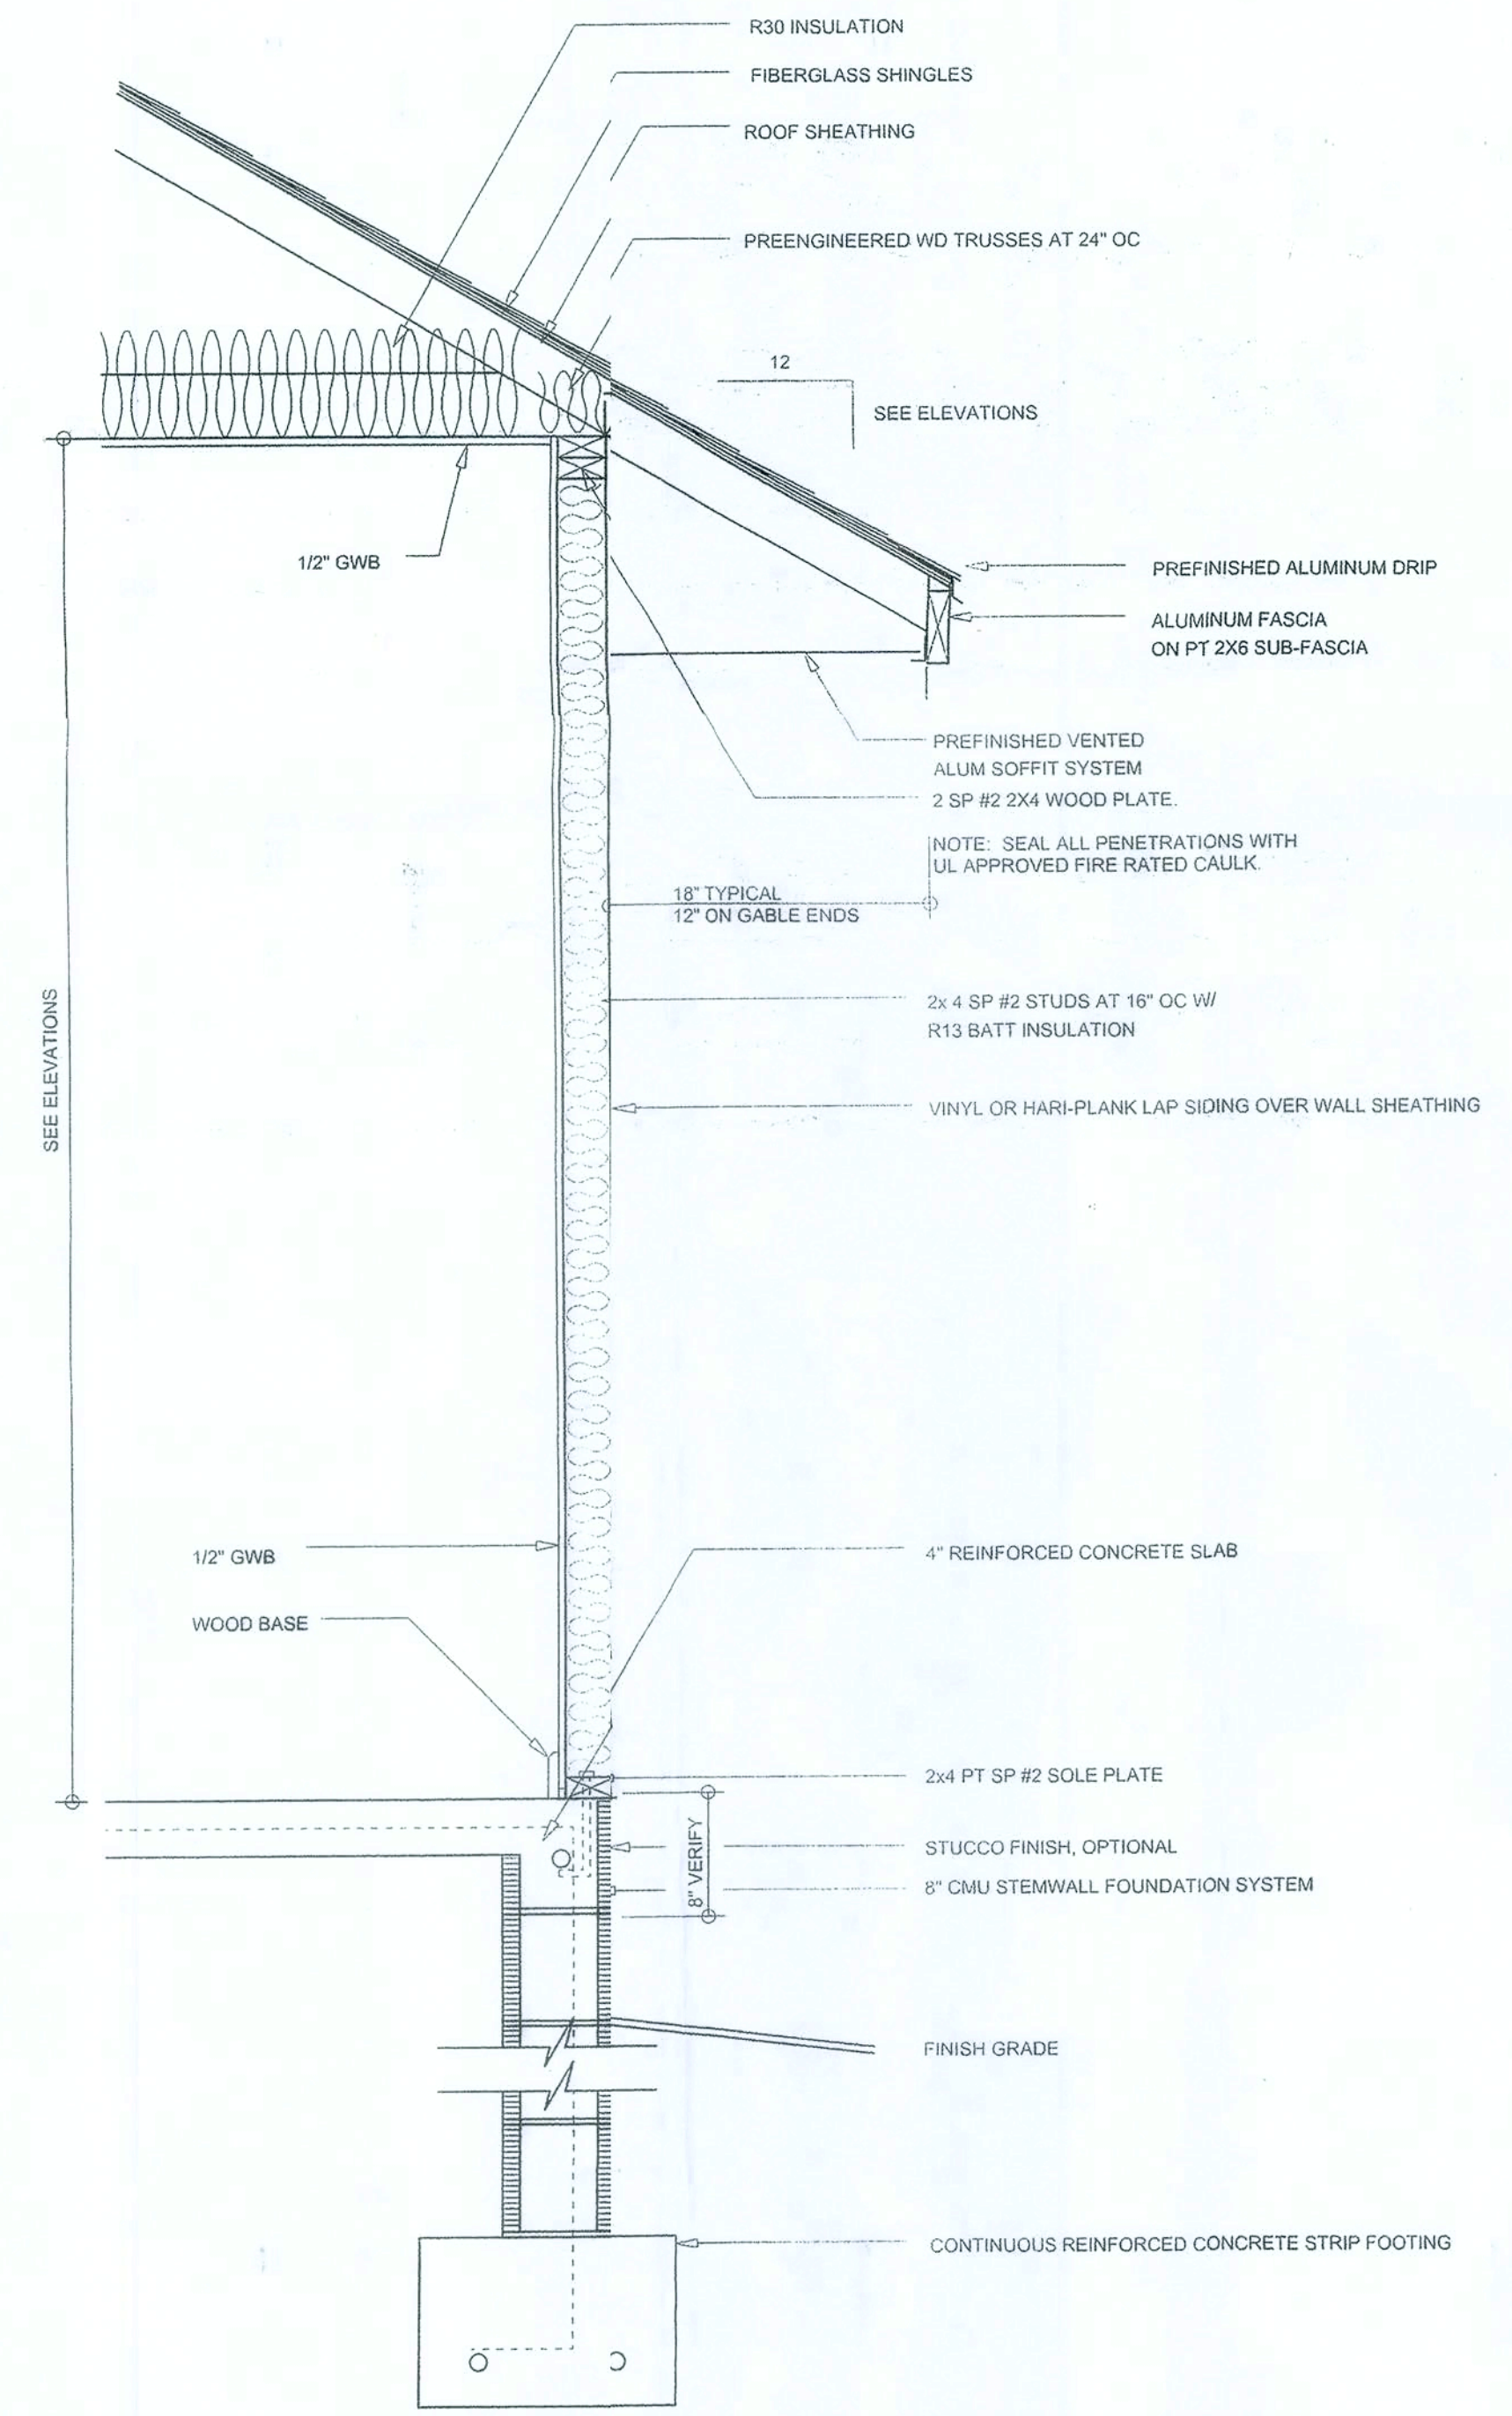 R30 INSULATION
FIBERGLASS SHINGLES
ROOF SHEATHING
PREENGINEERED WD TRUSSES AT 24" OC
12
SEE ELEVATIONS
1/2" GWB
PREFINISHED ALUMINUM DRIP
ALUMINUM FASCIA
ON PT 2X6 SUB-FASCIA
PREFINISHED VENTED
ALUM SOFFIT SYSTEM
2 SP #2 2X4 WOOD PLATE.
NOTE: SEAL ALL PENETRATIONS WITH
UL APPROVED FIRE RATED CAULK.
18" TYPICAL
12" ON GABLE ENDS
SEE ELEVATIONS
2x 4 SP #2 STUDS AT 16" OC W/
R13 BATT INSULATION
VINYL OR HARI-PLANK LAP SIDING OVER WALL SHEATHING
1/2" GWB
4" REINFORCED CONCRETE SLAB
WOOD BASE
2x4 PT SP #2 SOLE PLATE
8" VERIFY
STUCCO FINISH, OPTIONAL
8" CMU STEMWALL FOUNDATION SYSTEM
FINISH GRADE
CONTINUOUS REINFORCED CONCRETE STRIP FOOTING